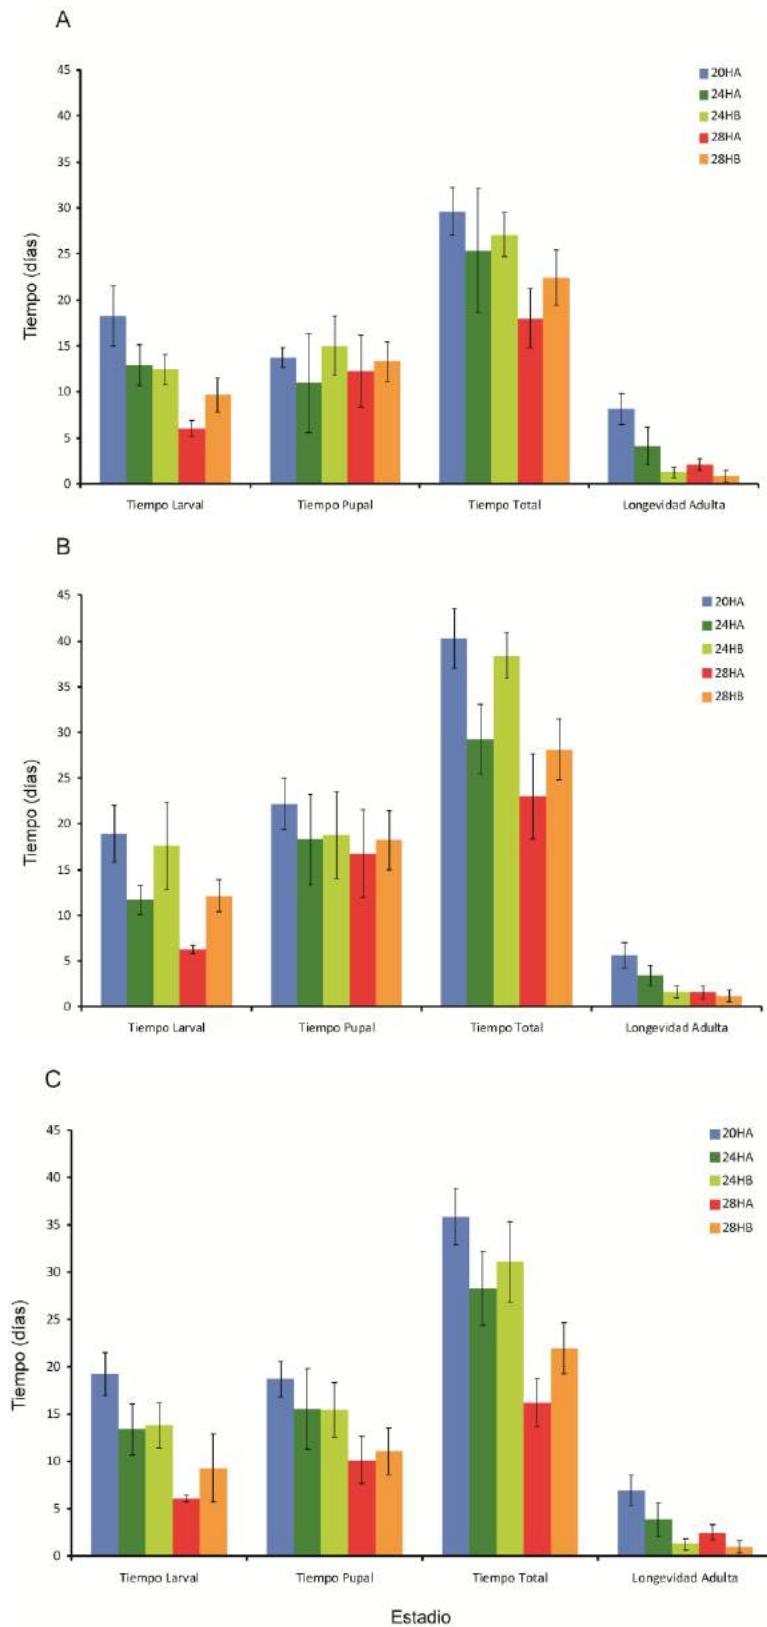 A
45
40
35
30
25
20
15
10
5
0
Tiempo (días)
20HA
24HA
24HB
28HA
28HB
Tiempo Larval Tiempo Pupal Tiempo Total Longevidad Adulta
B
45
40
35
30
25
20
15
10
5
0
Tiempo (días)
20HA
24HA
24HB
28HA
28HB
Tiempo Larval Tiempo Pupal Tiempo Total Longevidad Adulta
C
45
40
35
30
25
20
15
10
5
0
Tiempo (días)
20HA
24HA
24HB
28HA
28HB
Tiempo Larval Tiempo Pupal Tiempo Total Longevidad Adulta
Estadio